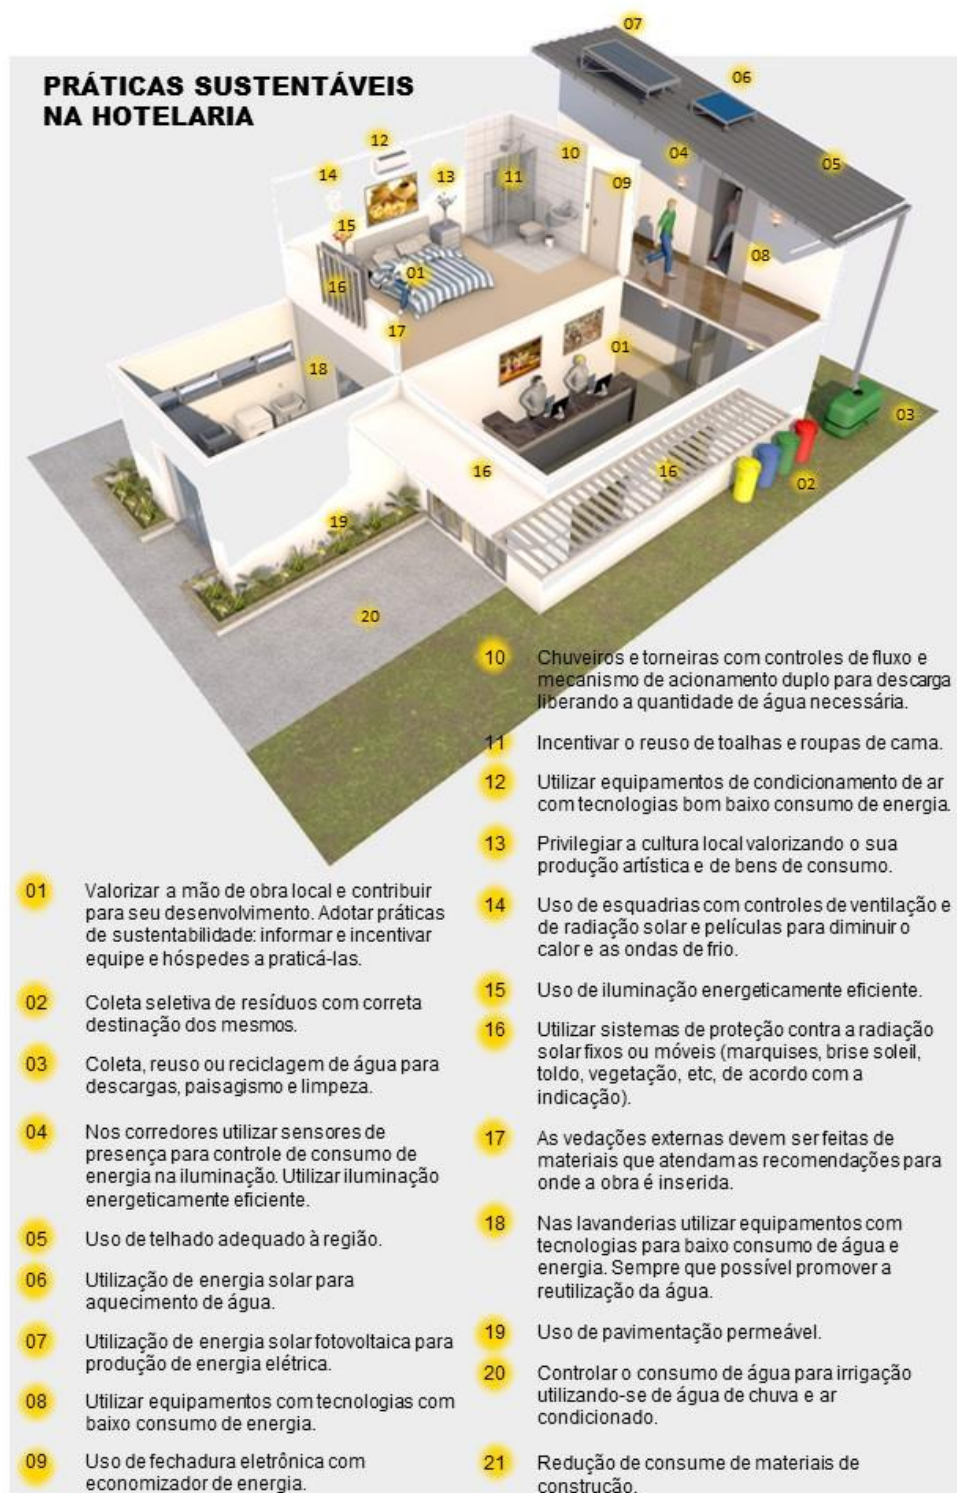 PRÁTICAS SUSTENTÁVEIS
NA HOTELARIA
07
06
12
10
04
14
13
11
09
05
15
08
16
01
17
01
18
03
16
16
02
19
20
10 Chuveiros e torneiras com controles de fluxo e
mecanismo de acionamento duplo para descarga
liberando a quantidade de água necessária.
11 Incentivar o reuso de toalhas e roupas de cama.
12 Utilizar equipamentos de condicionamento de ar
com tecnologias bom baixo consumo de energia.
13 Privilegiar a cultura local valorizando o sua
produção artística e de bens de consumo.
14 Uso de esquadrias com controles de ventilação e
de radiação solar e películas para diminuir o
calor e as ondas de frio.
15 Uso de iluminação energeticamente eficiente.
16 Utilizar sistemas de proteção contra a radiação
solar fixos ou móveis (marquises, brise soleil,
toldo, vegetação, etc, de acordo com a
indicação).
17 As vedações externas devem ser feitas de
materiais que atendam as recomendações para
onde a obra é inserida.
18 Nas lavanderias utilizar equipamentos com
tecnologias para baixo consumo de água e
energia. Sempre que possível promover a
reutilização da água.
19 Uso de pavimentação permeável.
20 Controlar o consumo de água para irrigação
utilizando-se de água de chuva e ar
condicionado.
21 Redução de consume de materiais de
construção.
01 Valorizar a mão de obra local e contribuir
para seu desenvolvimento. Adotar práticas
de sustentabilidade: informar e incentivar
equipe e hóspedes a praticá-las.
02 Coleta seletiva de resíduos com correta
destinação dos mesmos.
03 Coleta, reuso ou reciclagem de água para
descargas, paisagismo e limpeza.
04 Nos corredores utilizar sensores de
presença para controle de consumo de
energia na iluminação. Utilizar iluminação
energeticamente eficiente.
05 Uso de telhado adequado à região.
06 Utilização de energia solar para
aquecimento de água.
07 Utilização de energia solar fotovoltaica para
produção de energia elétrica.
08 Utilizar equipamentos com tecnologias com
baixo consumo de energia.
09 Uso de fechadura eletrônica com
economizador de energia.